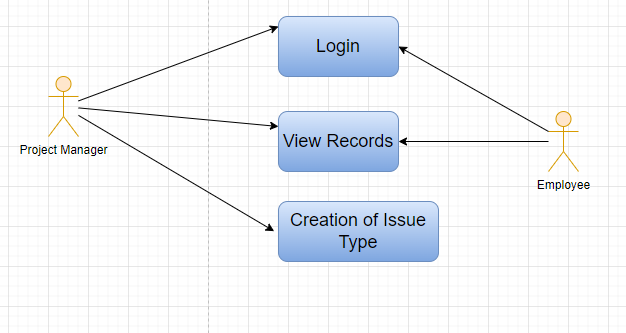 Login
Project Manager
View Records
Employee
Creation of Issue
Type